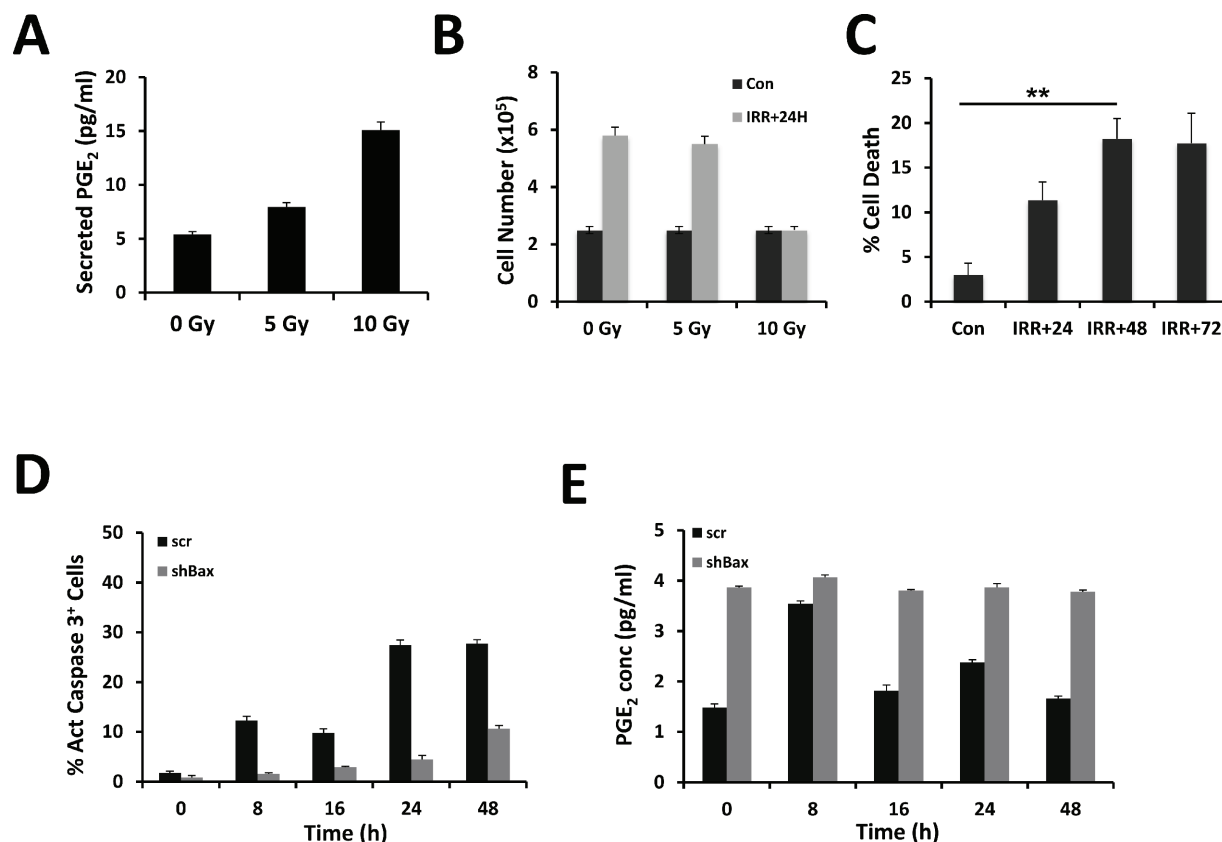 A
Secreted PGE2 (pg/ml)
20
15
10
5
0
0 Gy 5 Gy 10 Gy
B
Cell Number (x10⁵)
8
6
4
2
0
Con
IRR+24H
0 Gy 5 Gy 10 Gy
C
% Cell Death
25
20
15
10
5
0
**
Con IRR+24 IRR+48 IRR+72
D
% Act Caspase 3⁺ Cells
50
40
30
20
10
0
scr
shBax
0 8 16 24 48
Time (h)
E
PGE₂ conc (pg/ml)
5
4
3
2
1
0
scr
shBax
0 8 16 24 48
Time (h)